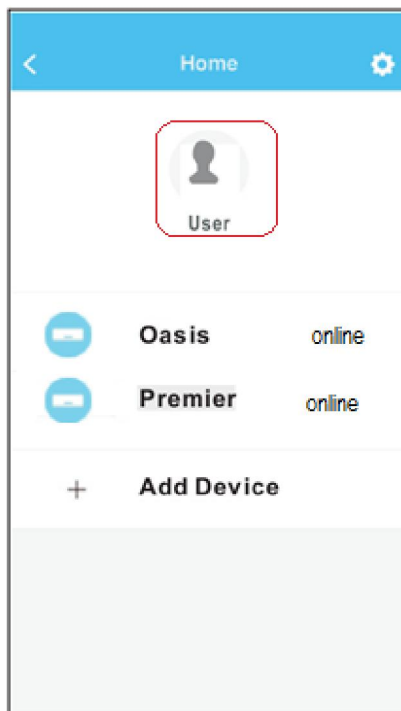 Home
User
Oasis online
Premier online
+ Add Device